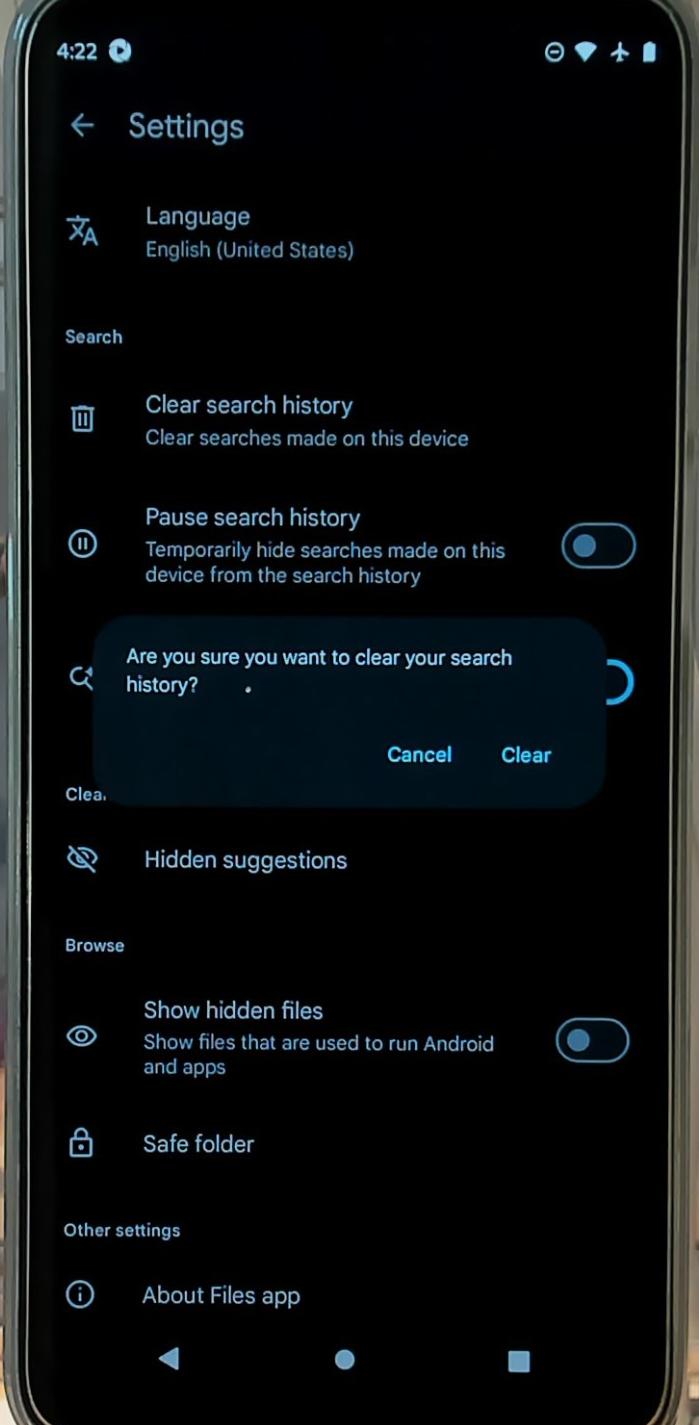 4:22
Settings
Language
English (United States)
Search
Clear search history
Clear searches made on this device
Pause search history
Temporarily hide searches made on this
device from the search history
Are you sure you want to clear your search
history?
Cancel Clear
Clea
Hidden suggestions
Browse
Show hidden files
Show files that are used to run Android
and apps
Safe folder
Other settings
About Files app